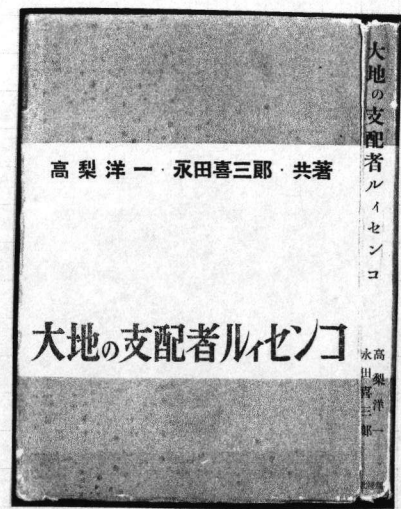 高梨洋一・永田喜三郎・共著
大地の支配者ルィセンコ
大地の支配者ルィセンコ
高梨洋一
永田喜三郎